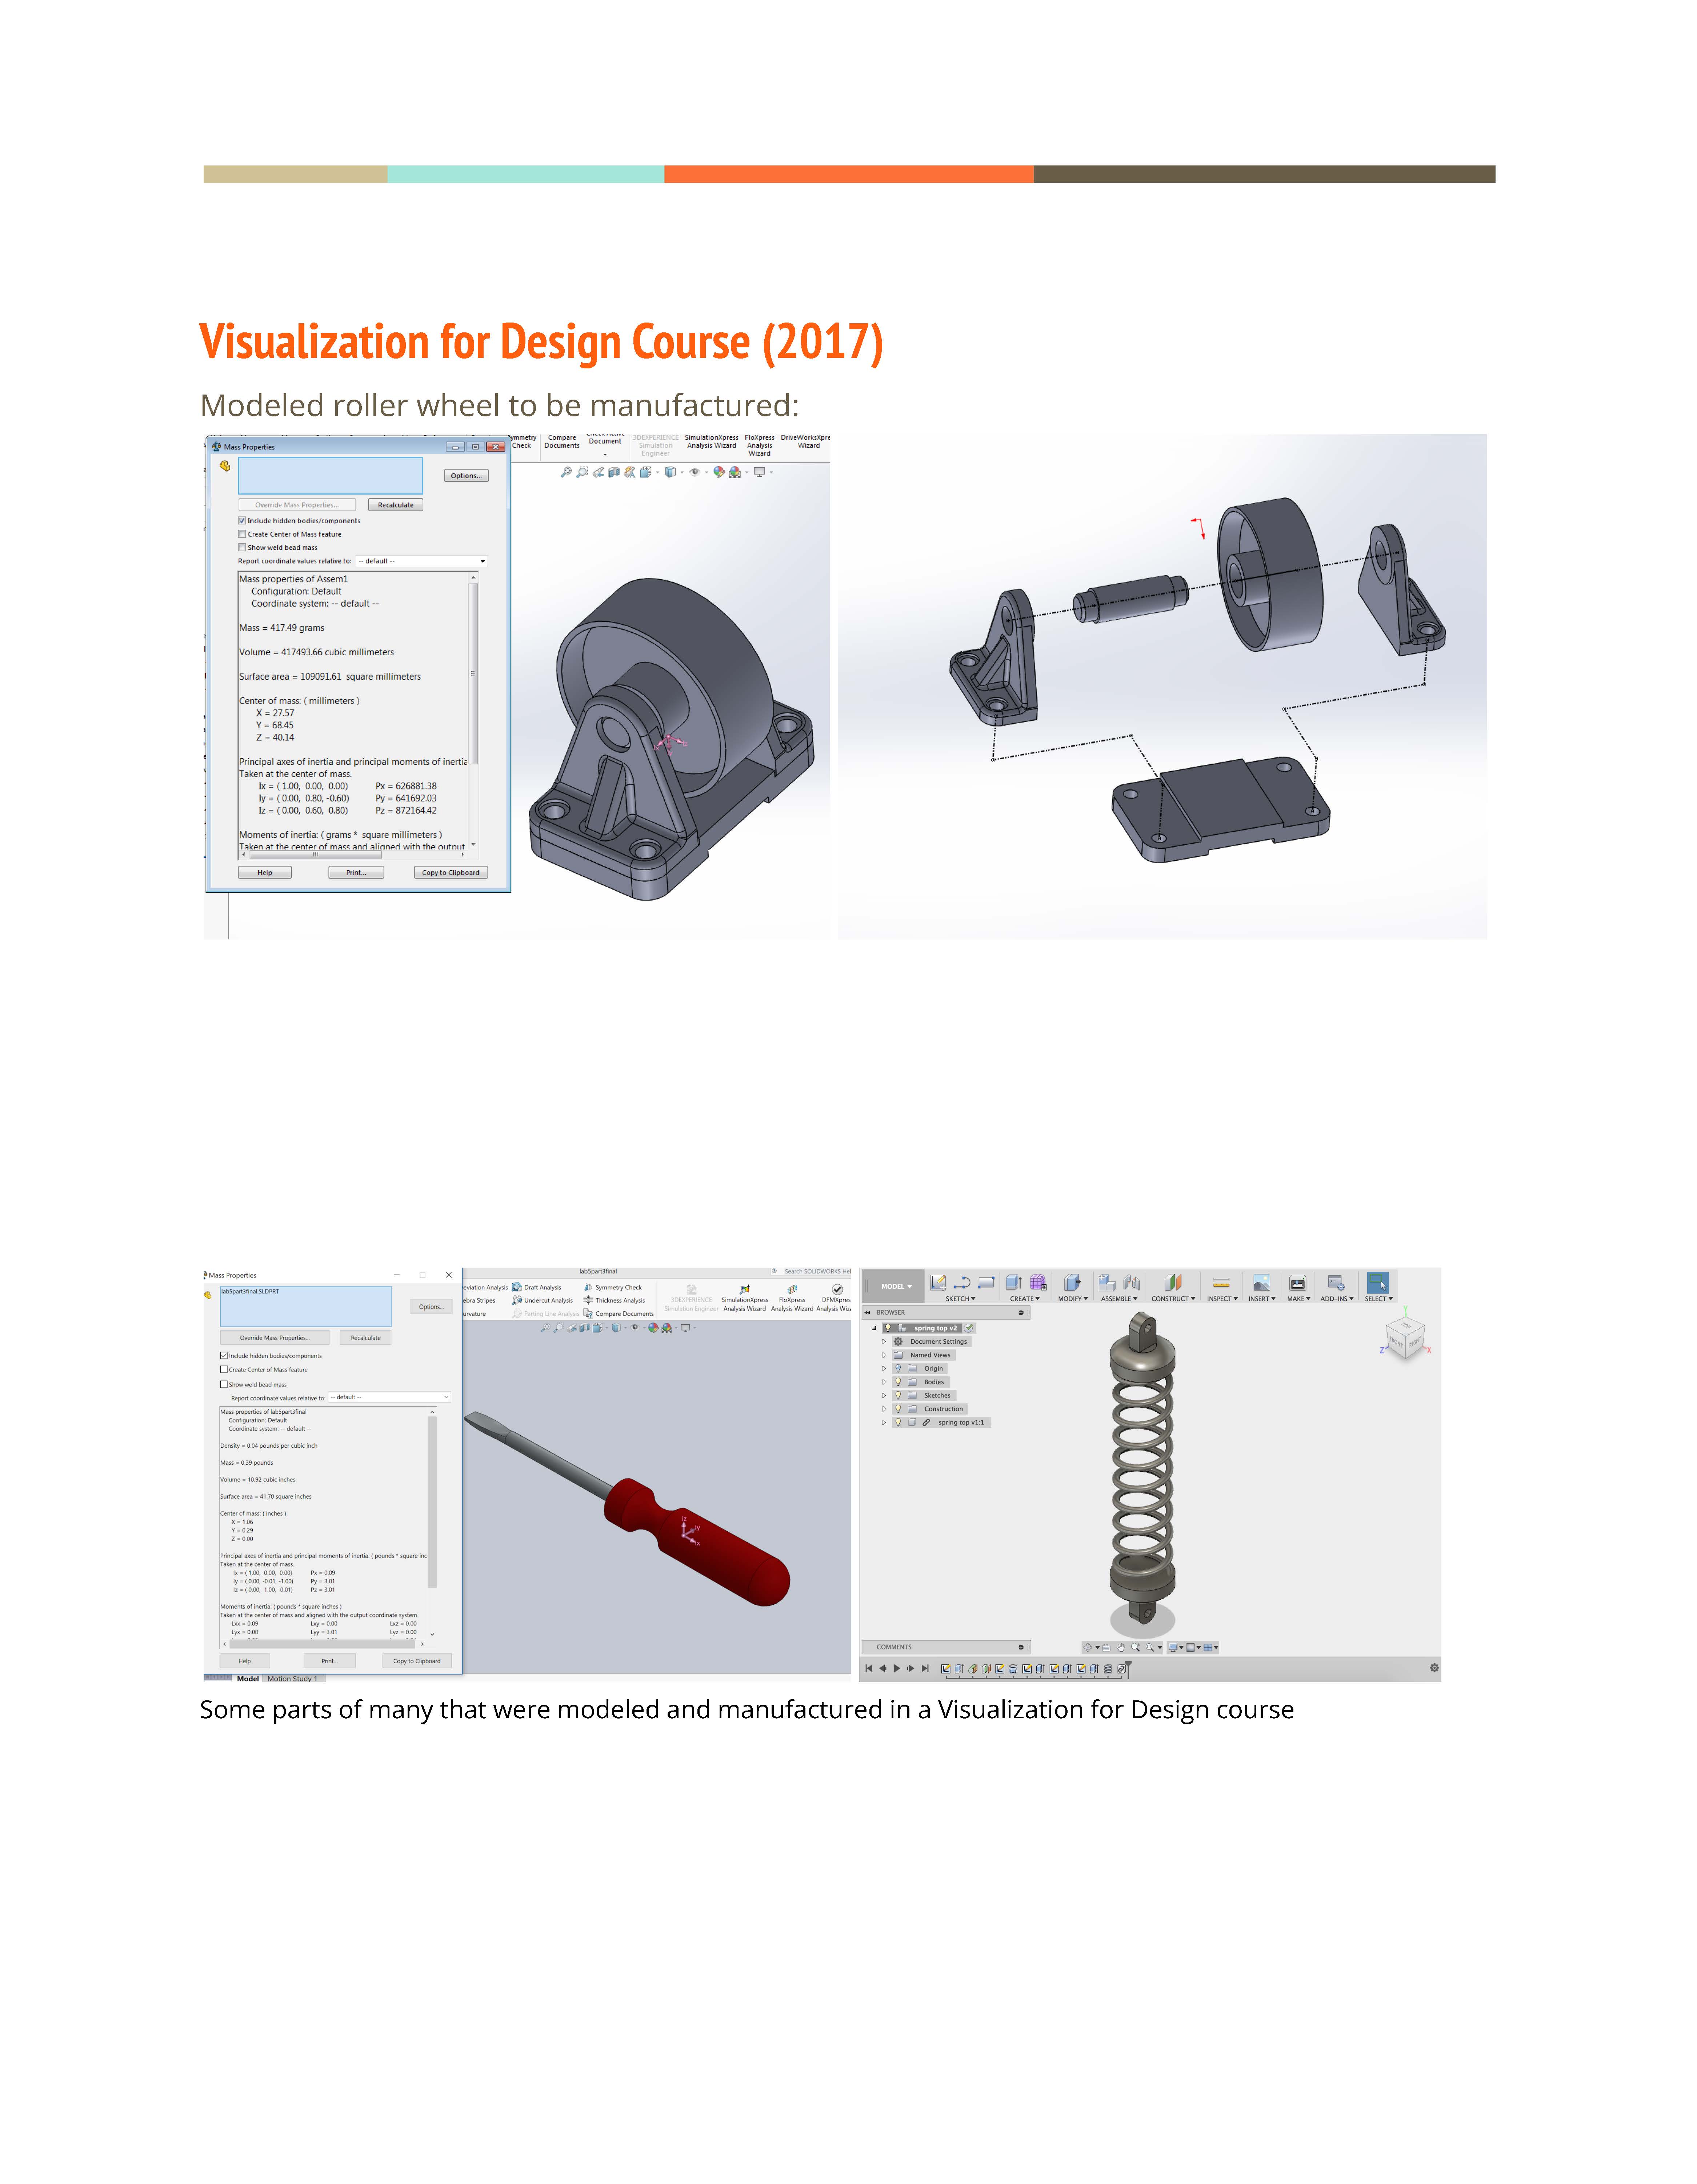 Visualization for Design Course (2017)
Modeled roller wheel to be manufactured:
Mass Properties
Options...
Override Mass Properties...
Recalculate
Include hidden bodies/components
Create Center of Mass feature
Show weld bead mass
Report coordinate values relative to: -- default --
Mass properties of Assem1
Configuration: Default
Coordinate system: -- default --
Mass = 417.49 grams
Volume = 417493.66 cubic millimeters
Surface area = 109091.61 square millimeters
Center of mass: ( millimeters )
X = 27.57
Y = 68.45
Z = 40.14
Principal axes of inertia and principal moments of inertia
Taken at the center of mass.
Ix = ( 1.00, 0.00, 0.00) Px = 626881.38
Iy = ( 0.00, 0.80, -0.60) Py = 641692.03
Iz = ( 0.00, 0.60, 0.80) Pz = 872164.42
Moments of inertia: ( grams * square millimeters )
Taken at the center of mass and aligned with the output
Help Print... Copy to Clipboard
Check
Compare
Documents
Document
3DEXPERIENCE
Simulation
Engineer
SimulationXpress
Analysis Wizard
FloXpress
Analysis
Wizard
DriveWorksXpre
Wizard
Mass Properties
lab5part3final.SLDPRT
Options...
Override Mass Properties...
Recalculate
Include hidden bodies/components
Create Center of Mass feature
Show weld bead mass
Report coordinate values relative to: -- default --
Mass properties of lab5part3final
Configuration: Default
Coordinate system: -- default --
Density = 0.04 pounds per cubic inch
Mass = 0.39 pounds
Volume = 10.92 cubic inches
Surface area = 41.70 square inches
Center of mass: ( inches )
X = 1.06
Y = 0.29
Z = 0.00
Principal axes of inertia and principal moments of inertia: ( pounds * square inc
Taken at the center of mass.
Ix = ( 1.00, 0.00, 0.00) Px = 0.09
Iy = ( 0.00, -0.01, -1.00) Py = 3.01
Iz = ( 0.00, 1.00, -0.01) Pz = 3.01
Moments of inertia: ( pounds * square inches )
Taken at the center of mass and aligned with the output coordinate system.
Lxx = 0.09 Lxy = 0.00 Lxz = 0.00
Lyx = 0.00 Lyy = 3.01 Lyz = 0.00
Help Print... Copy to Clipboard
Model Motion Study 1
lab5part3final
Search SOLIDWORKS Hel
eviation Analysis Draft Analysis Symmetry Check
ebra Stripes Undercut Analysis Thickness Analysis
urvature Parting Line Analysis Compare Documents
3DEXPERIENCE
Simulation Engineer
SimulationXpress
Analysis Wizard
FloXpress
Analysis Wizard
DFMXpres
Analysis Wiz
MODEL
SKETCH CREATE MODIFY ASSEMBLE CONSTRUCT INSPECT INSERT MAKE ADD-INS SELECT
BROWSER
spring top v2
Document Settings
Named Views
Origin
Bodies
Sketches
Construction
spring top v1:1
TOP
FRONT
RIGHT
Y
Z
X
COMMENTS
Some parts of many that were modeled and manufactured in a Visualization for Design course